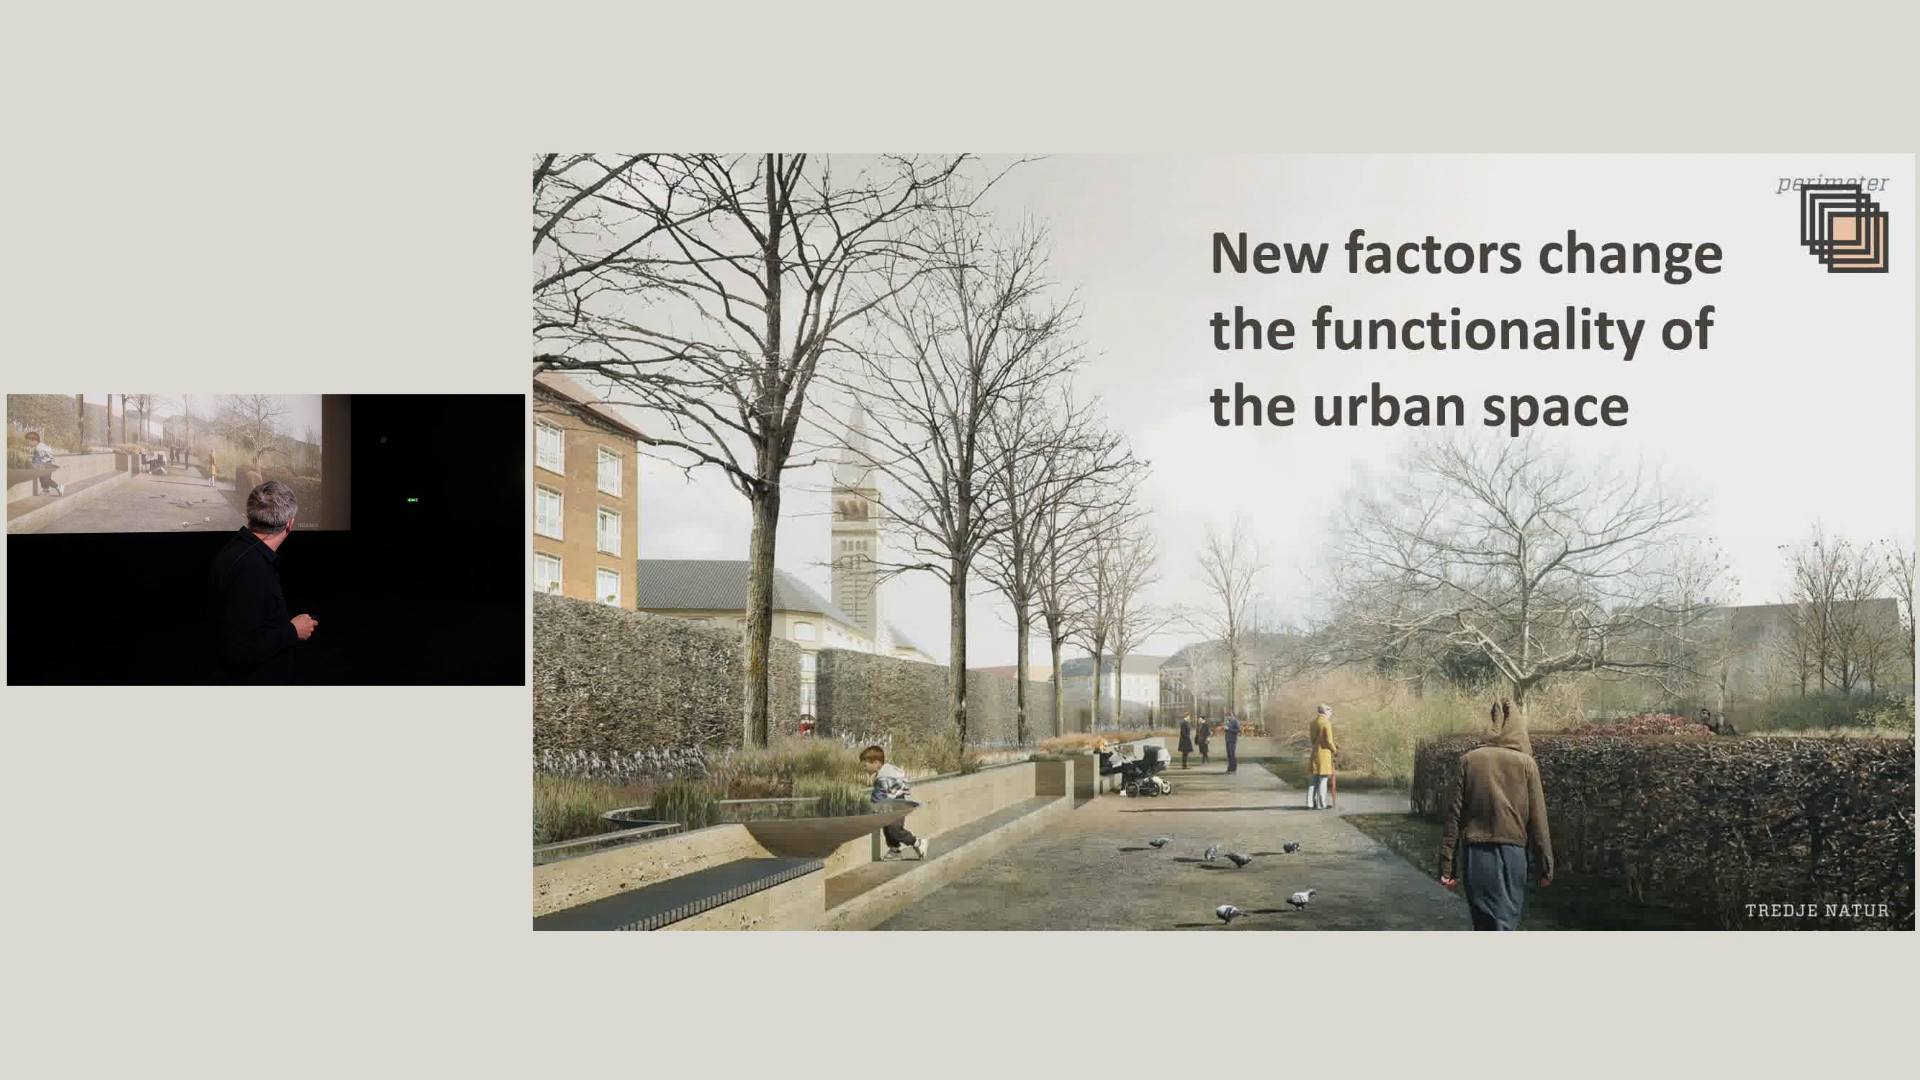 perimeter
New factors change
the functionality of
the urban space
TREDJE NATUR